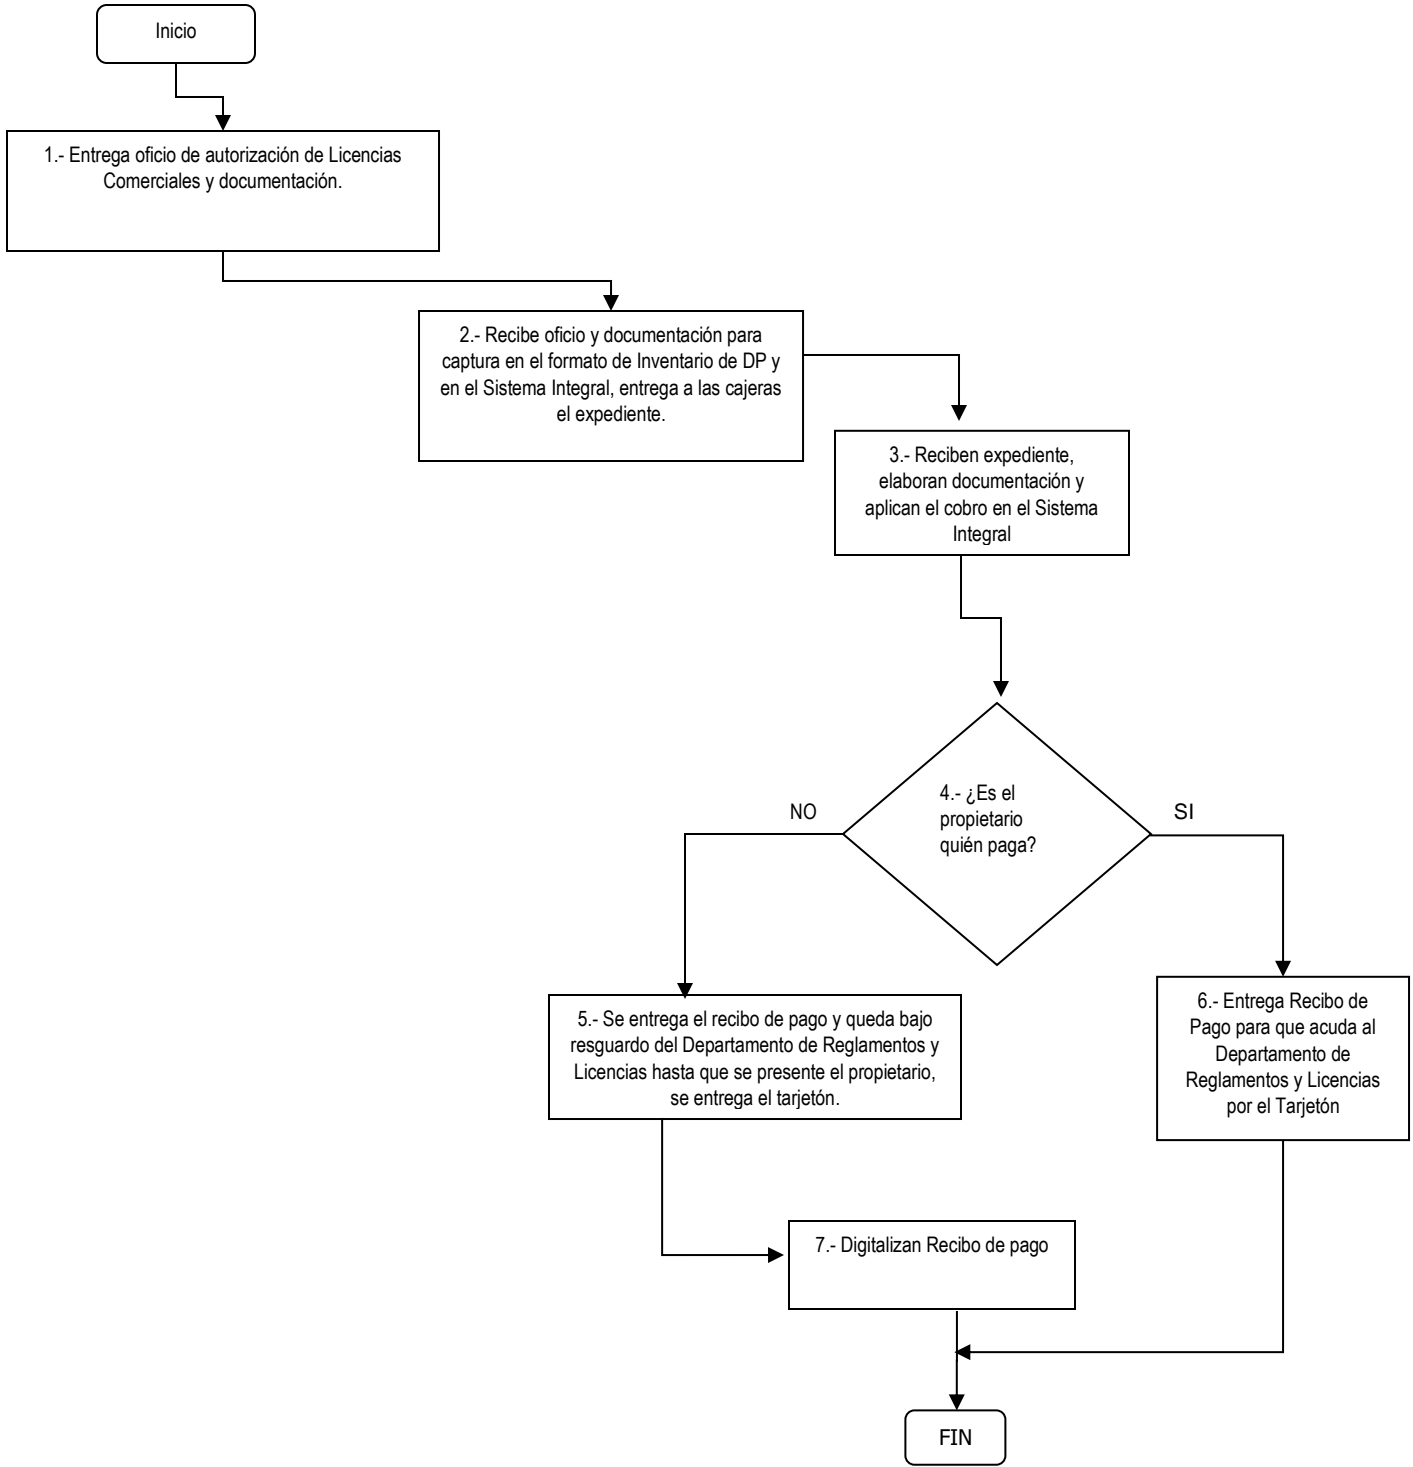 Inicio
1.- Entrega oficio de autorización de Licencias
Comerciales y documentación.
2.- Recibe oficio y documentación para
captura en el formato de Inventario de DP y
en el Sistema Integral, entrega a las cajeras
el expediente.
3.- Reciben expediente,
elaboran documentación y
aplican el cobro en el Sistema
Integral
4.- ¿Es el
propietario
quién paga?
NO
SI
5.- Se entrega el recibo de pago y queda bajo
resguardo del Departamento de Reglamentos y
Licencias hasta que se presente el propietario,
se entrega el tarjetón.
6.- Entrega Recibo de
Pago para que acuda al
Departamento de
Reglamentos y Licencias
por el Tarjetón
7.- Digitalizan Recibo de pago
FIN